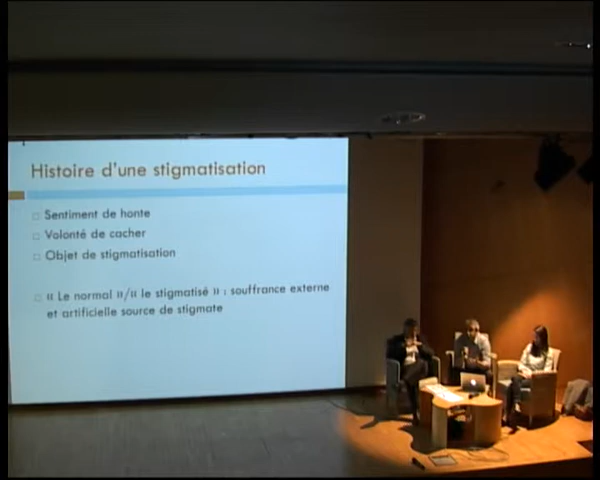 Histoire d'une stigmatisation
Sentiment de honte
Volonté de cacher
Objet de stigmatisation
« Le normal »/« le stigmatisé » : souffrance externe
et artificielle source de stigmate